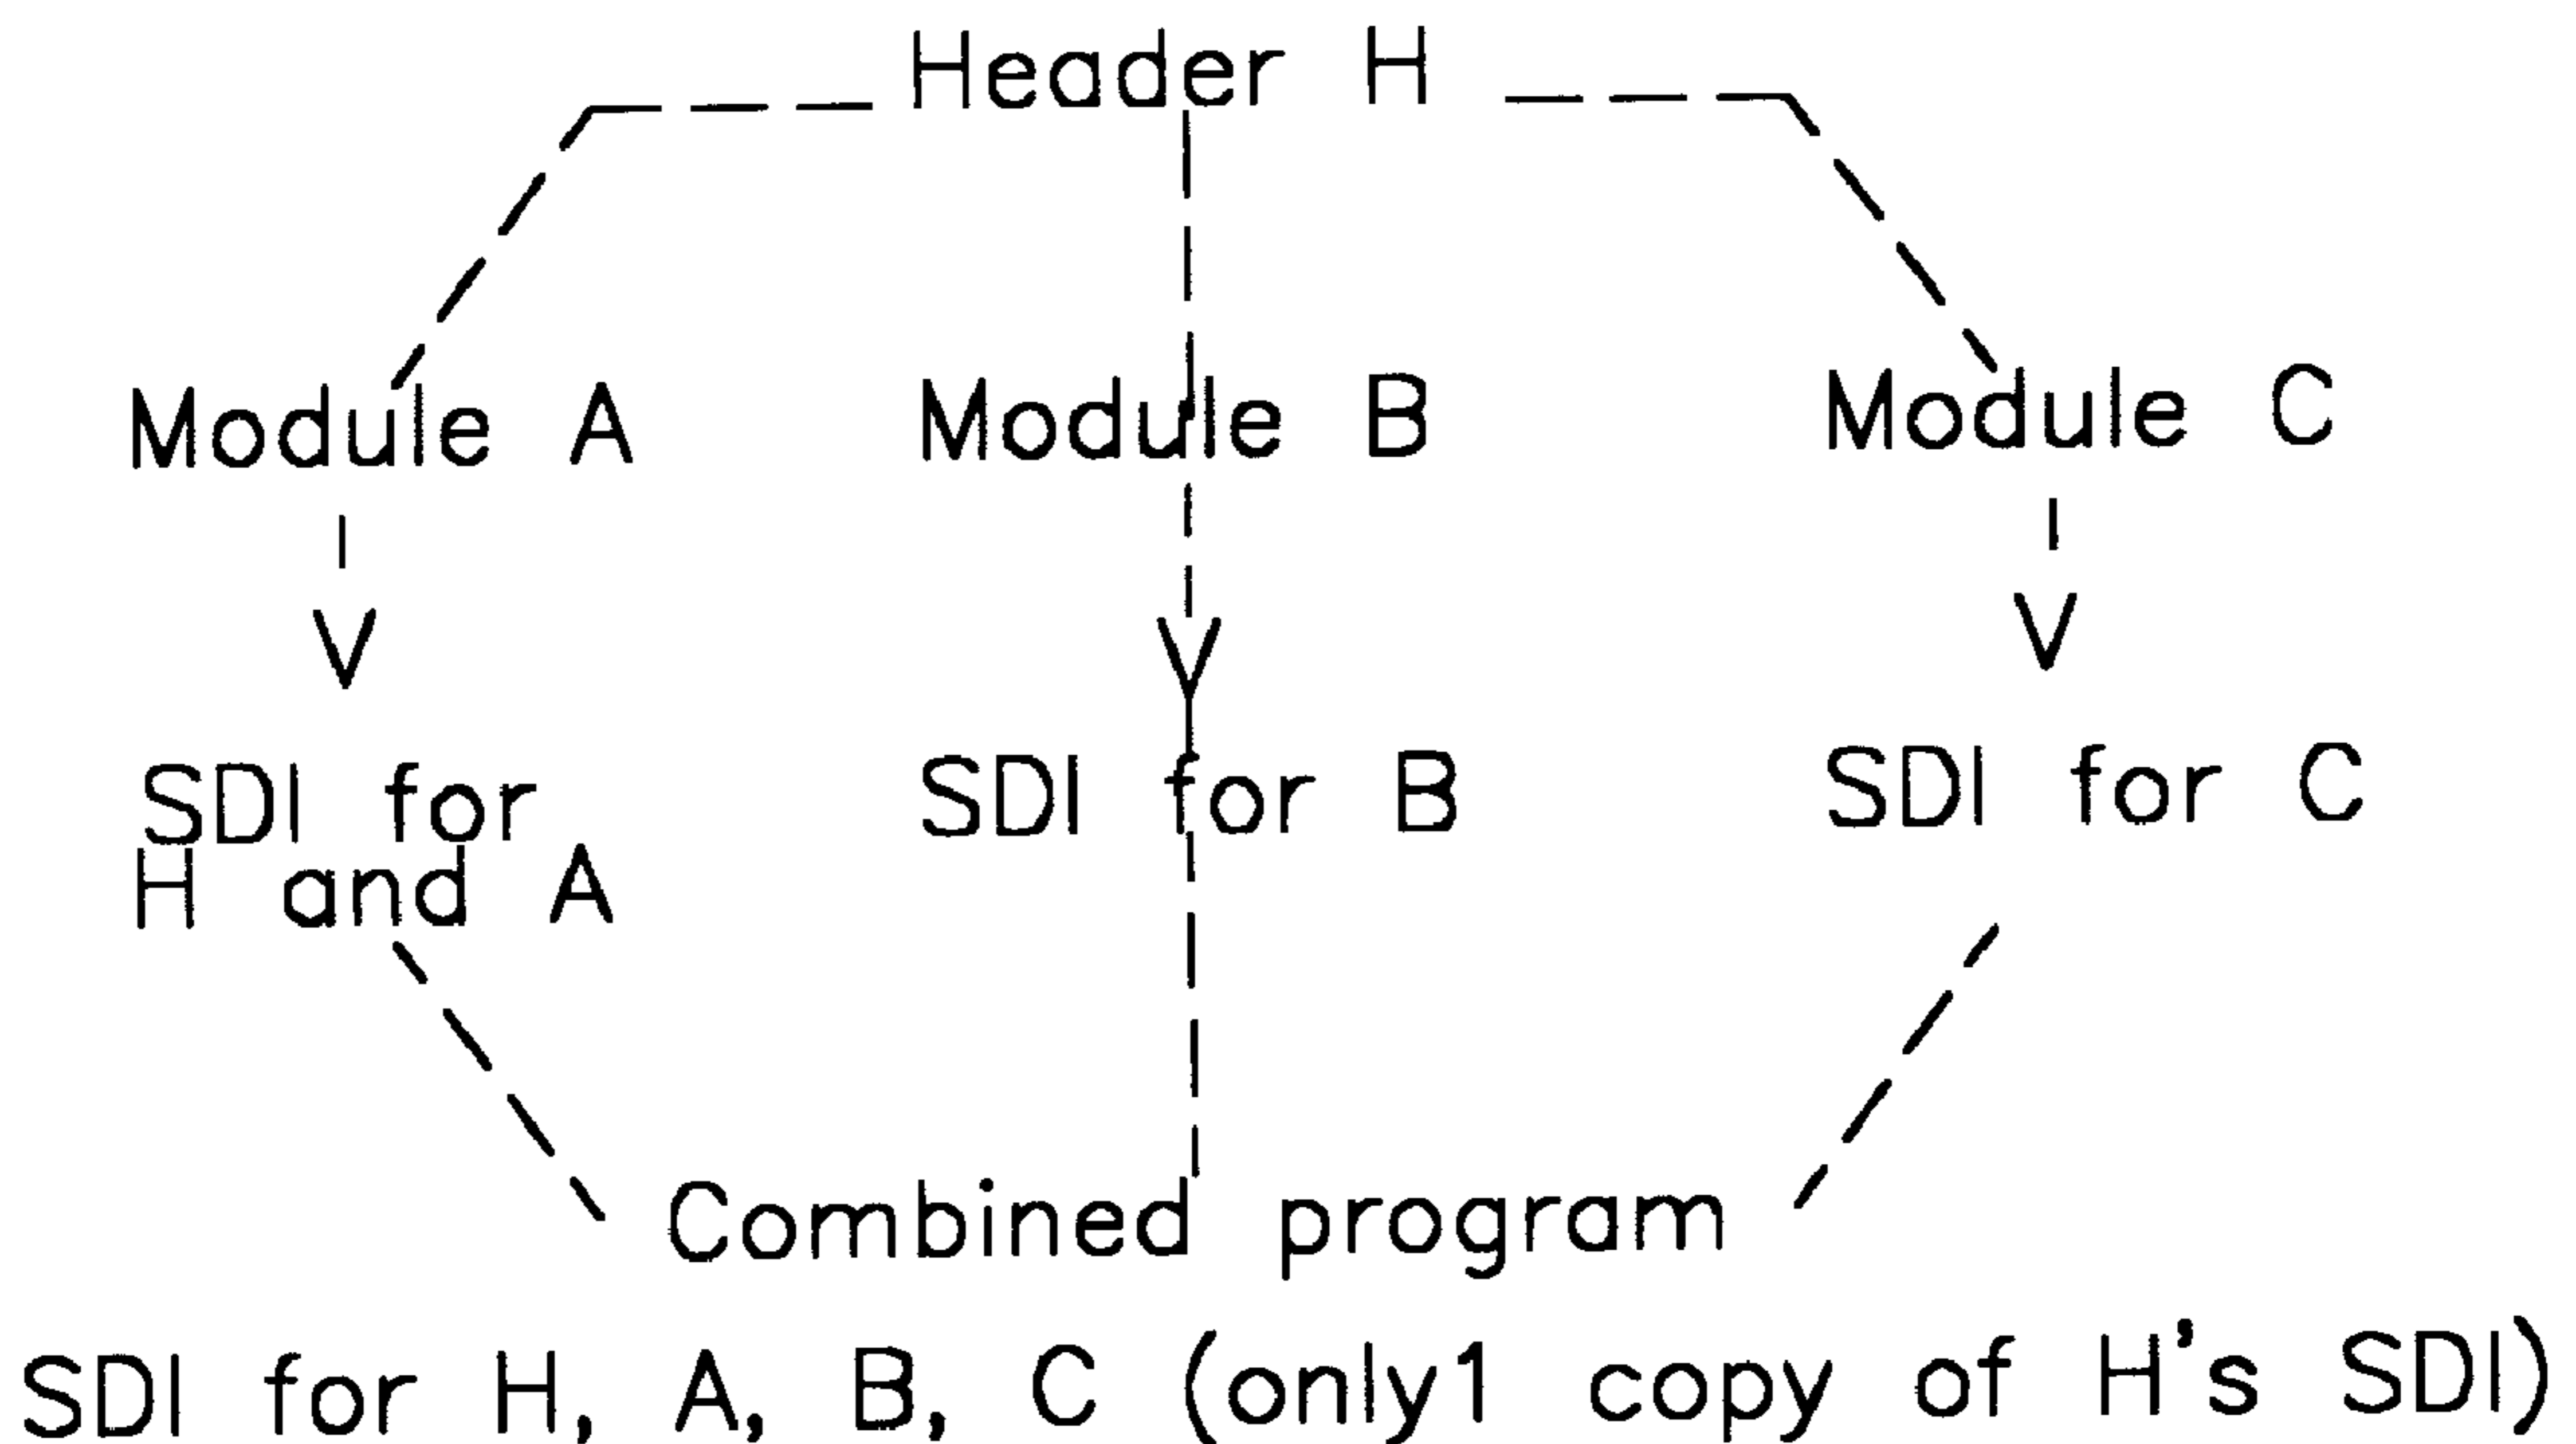 Header H
Module A
Module B
Module C
SDI for
H and A
SDI for B
SDI for C
Combined program
SDI for H, A, B, C (only1 copy of H's SDI)